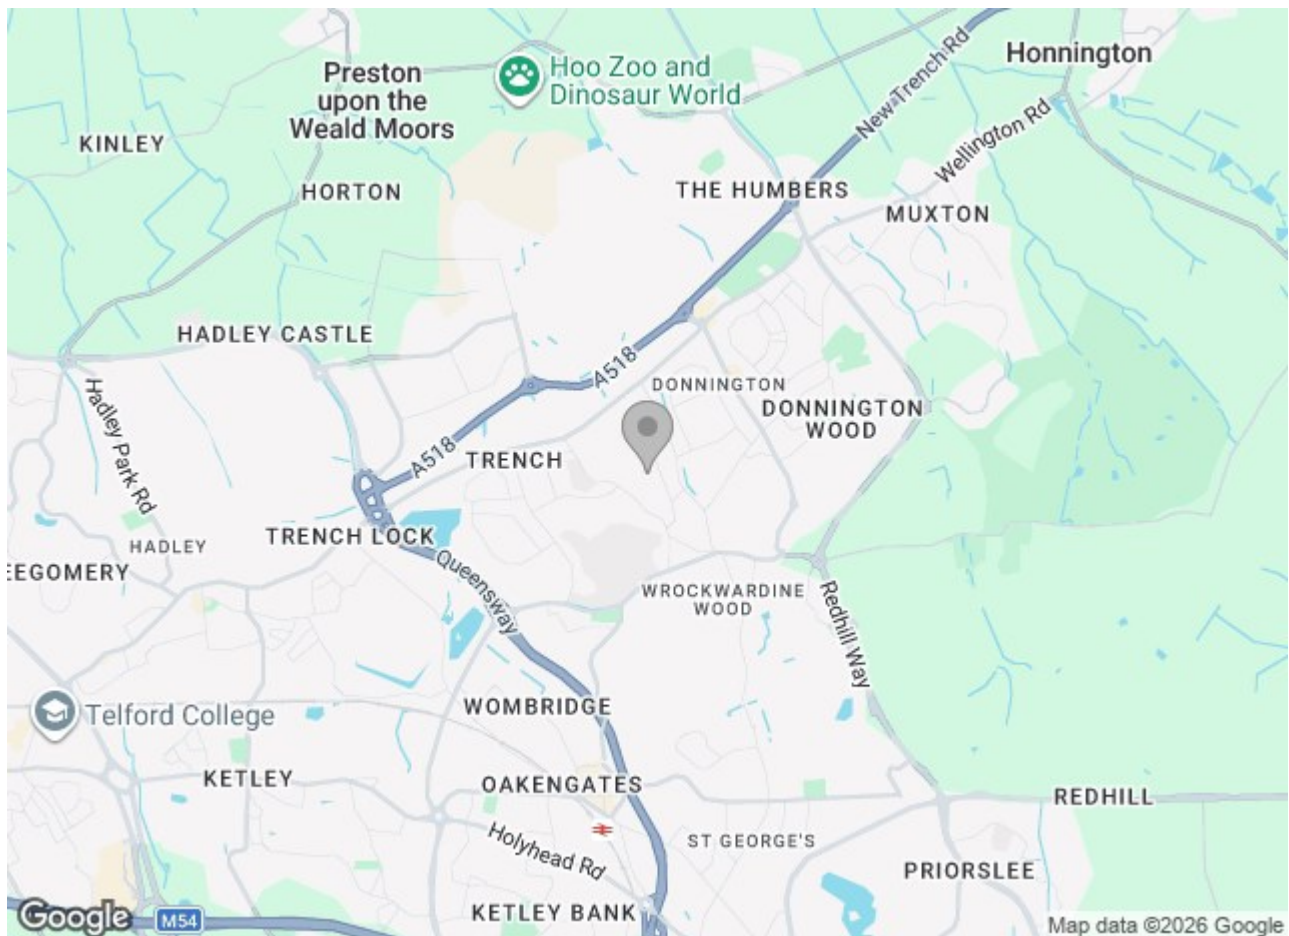 New Trench Rd
Honnington
Preston
upon the
Weald Moors
Hoo Zoo and
Dinosaur World
KINLEY
Wellington Rd
HORTON
THE HUMBERS
MUXTON
HADLEY CASTLE
A518
DONNINGTON
Hadley Park Rd
DONNINGTON
WOOD
A518
TRENCH
TRENCH LOCK
HADLEY
EEGOMERY
Queensway
WROCKWARDINE
WOOD
Redhill Way
Telford College
WOMBRIDGE
KETLEY
OAKENGATES
REDHILL
Holyhead Rd
ST GEORGE'S
PRIORSLEE
KETLEY BANK
Google
M54
Map data ©2026 Google